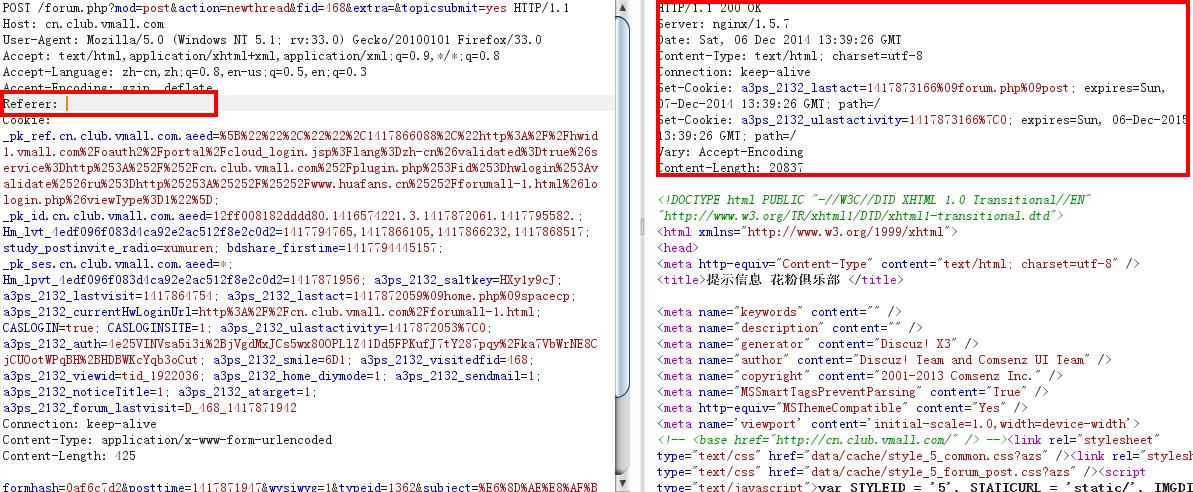 POST /forum.php?mod=post&action=newthread&fid=468&extra=&topicsubmit=yes HTTP/1.1
Host: cn.club.vmall.com
User-Agent: Mozilla/5.0 (Windows NT 5.1; rv:33.0) Gecko/20100101 Firefox/33.0
Accept: text/html,application/xhtml+xml,application/xml;q=0.9,*/*;q=0.8
Accept-Language: zh-cn,zh;q=0.8,en-us;q=0.5,en;q=0.3
Accept-Encoding: gzip, deflate
Referer:
Cookie:
_pk_ref.cn.club.vmall.com.aeed=%5B%22%22%2C%22%22%2C1417866088%2C%22http%3A%2F%2Fhwid
1.vmall.com%2Foauth2%2Fportal%2Fcloud_login.jsp%3Flang%3Dzh-cn%26validated%3Dtrue%26s
ervice%3Dhttp%253A%252F%252Fcn.club.vmall.com%252Fplugin.php%253Fid%253Dhwlogin%253Av
alidate%2526ru%253Dhttp%25253A%25252F%25252Fwww.huafans.cn%25252Fforumall-1.html%26lo
login.php%26viewType%3D1%22%5D;
_pk_id.cn.club.vmall.com.aeed=12ff008182dddd80.1416574221.3.1417872061.1417795582.;
Hm_lvt_4edf096f083d4ca92e2ac512f8e2c0d2=1417794765,1417866105,1417866232,1417868517;
study_postinvite_radio=xumuren; bdshare_firstime=1417794445157;
_pk_ses.cn.club.vmall.com.aeed=*;
Hm_lpvt_4edf096f083d4ca92e2ac512f8e2c0d2=1417871956; a3ps_2132_saltkey=HXy1y9cJ;
a3ps_2132_lastvisit=1417864754; a3ps_2132_lastact=1417872059%09home.php%09spacecp;
a3ps_2132_currentHwLoginUrl=http%3A%2F%2Fcn.club.vmall.com%2Fforumall-1.html;
CASLOGIN=true; CASLOGINSITE=1; a3ps_2132_ulastactivity=1417872053%7C0;
a3ps_2132_auth=4e25VINVsa5i3i%2BjVgdMxJCs5wx80OPL1Z41Dd5FPKufJ7tY287pqy%2Fka7VbWrNE8C
jCUOotWPqBH%2BHDBWKcYqb3oCut; a3ps_2132_smile=6D1; a3ps_2132_visitedfid=468;
a3ps_2132_viewid=tid_1922036; a3ps_2132_home_diymode=1; a3ps_2132_sendmail=1;
a3ps_2132_noticeTitle=1; a3ps_2132_atarget=1;
a3ps_2132_forum_lastvisit=D_468_1417871942
Connection: keep-alive
Content-Type: application/x-www-form-urlencoded
Content-Length: 425
formhash=0af6c7d2&posttime=1417871947&wysiwyg=1&typeid=1362&subject=%E6%8D%AE%E8%AF%B
HTTP/1.1 200 OK
Server: nginx/1.5.7
Date: Sat, 06 Dec 2014 13:39:26 GMT
Content-Type: text/html; charset=utf-8
Connection: keep-alive
Set-Cookie: a3ps_2132_lastact=1417873166%09forum.php%09post; expires=Sun,
07-Dec-2014 13:39:26 GMT; path=/
Set-Cookie: a3ps_2132_ulastactivity=1417873166%7C0; expires=Sun, 06-Dec-2015
13:39:26 GMT; path=/
Vary: Accept-Encoding
Content-Length: 20837
<!DOCTYPE html PUBLIC "-//W3C//DTD XHTML 1.0 Transitional//EN"
"http://www.w3.org/TR/xhtml1/DTD/xhtml1-transitional.dtd">
<html xmlns="http://www.w3.org/1999/xhtml">
<head>
<meta http-equiv="Content-Type" content="text/html; charset=utf-8" />
<title>提示信息 花粉俱乐部 </title>
<meta name="keywords" content="" />
<meta name="description" content="" />
<meta name="generator" content="Discuz! X3" />
<meta name="author" content="Discuz! Team and Comsenz UI Team" />
<meta name="copyright" content="2001-2013 Comsenz Inc." />
<meta name="MSSmartTagsPreventParsing" content="True" />
<meta http-equiv="MSThemeCompatible" content="Yes" />
<meta name='viewport' content='initial-scale=1.0,width=device-width'>
<!-- <base href="http://cn.club.vmall.com/" /> --><link rel="stylesheet"
type="text/css" href="data/cache/style_5_common.css?azs" /><link rel="stylesh
type="text/css" href="data/cache/style_5_forum_post.css?azs" /><script
type="text/javascript">var STYLEID = '5', STATICURL = 'static/', IMGDI